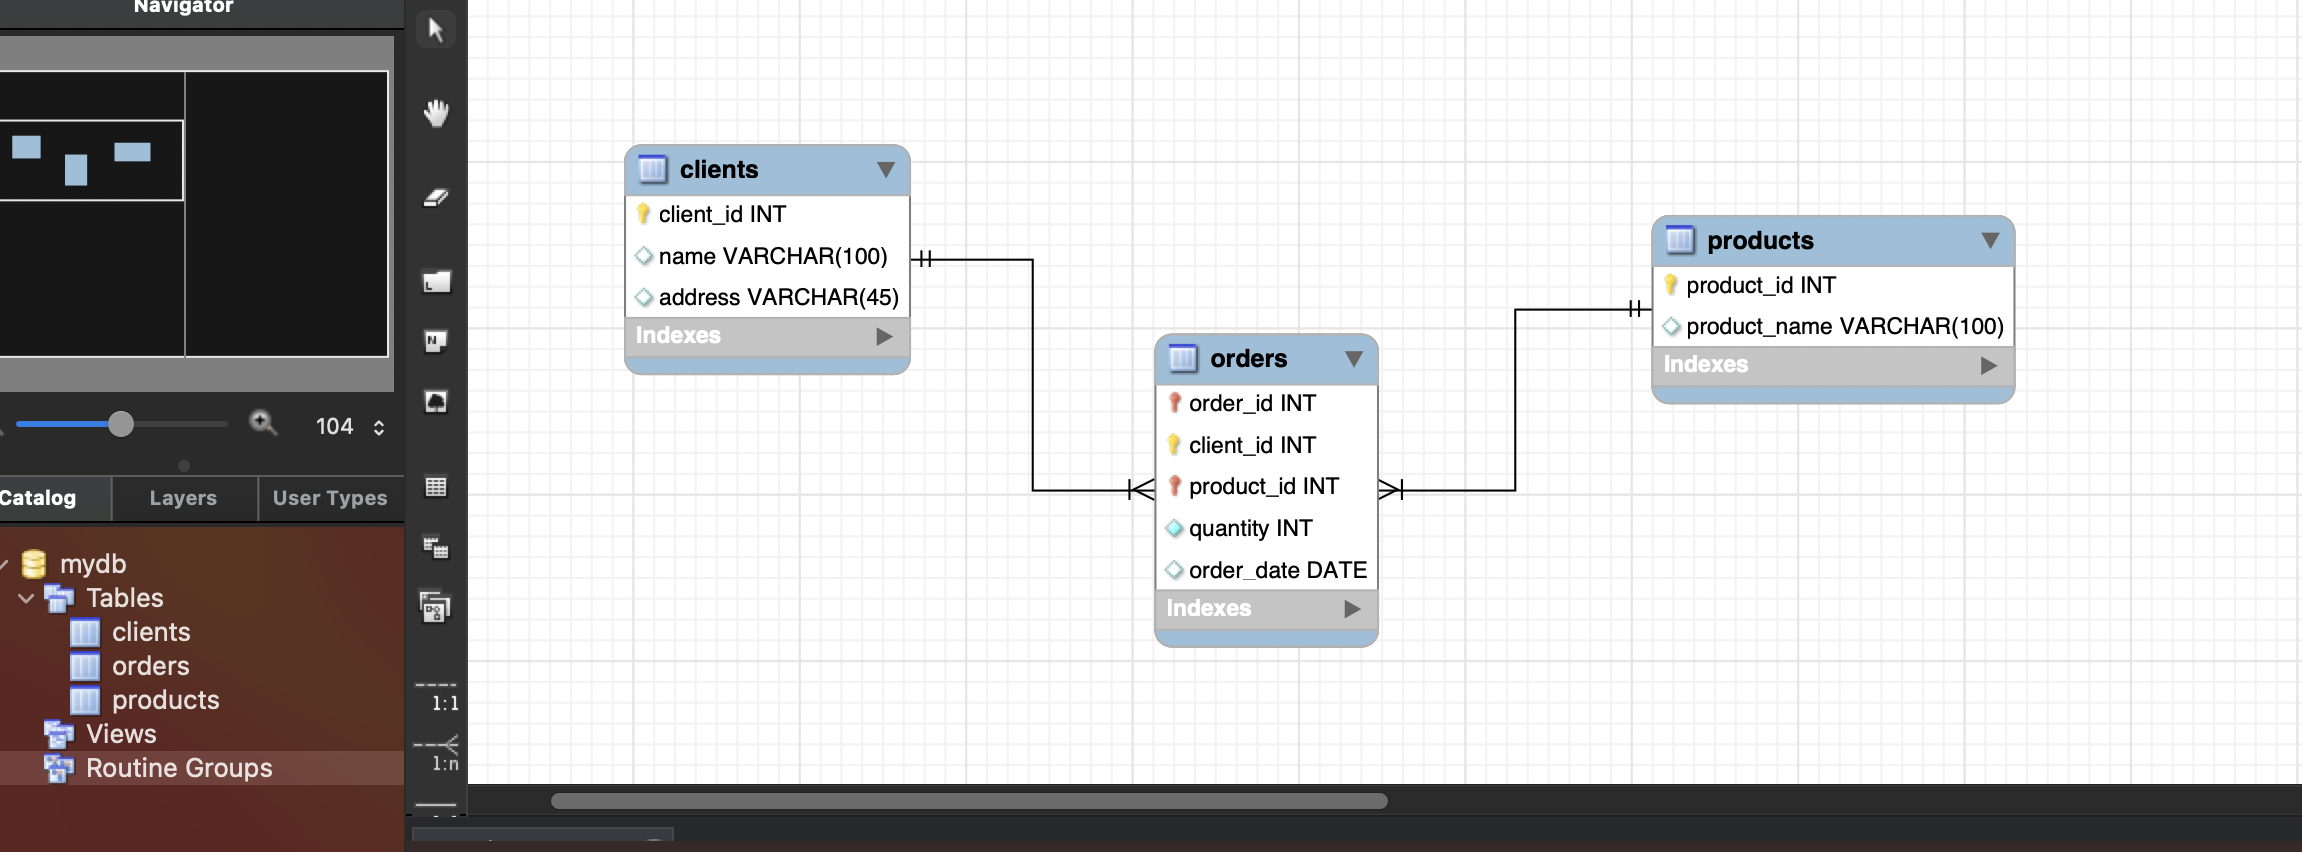 Navigator
104
Catalog
Layers
User Types
mydb
Tables
clients
orders
products
Views
Routine Groups
L
N
1:1
1:n
clients
client_id INT
name VARCHAR(100)
address VARCHAR(45)
Indexes
orders
order_id INT
client_id INT
product_id INT
quantity INT
order_date DATE
Indexes
products
product_id INT
product_name VARCHAR(100)
Indexes